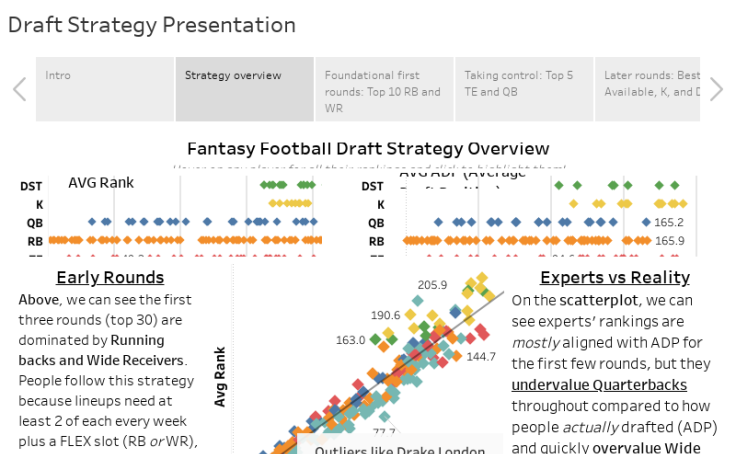 Draft Strategy Presentation
Intro
Strategy overview
Foundational first
rounds: Top 10 RB and
WR
Taking control: Top 5
TE and QB
Later rounds: Best
Available, K, and
Fantasy Football Draft Strategy Overview
AVG Rank
DST
K
QB
RB
AVG ADP (Average
DST
K
QB
165.2
RB
165.9
Early Rounds
Above, we can see the first
three rounds (top 30) are
dominated by Running
backs and Wide Receivers.
People follow this strategy
because lineups need at
least 2 of each every week
plus a FLEX slot (RB or WR),
Avg Rank
205.9
190.6
163.0
144.7
77.7
Outliers like Drake London
Experts vs Reality
On the scatterplot, we can
see experts' rankings are
mostly aligned with ADP for
the first few rounds, but they
undervalue Quarterbacks
throughout compared to how
people actually drafted (ADP)
and quickly overvalue Wide